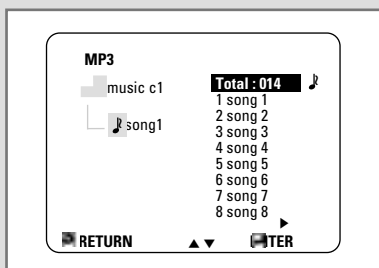 MP3
music c1
song1
Total : 014
1 song 1
2 song 2
3 song 3
4 song 4
5 song 5
6 song 6
7 song 7
8 song 8
RETURN
TER